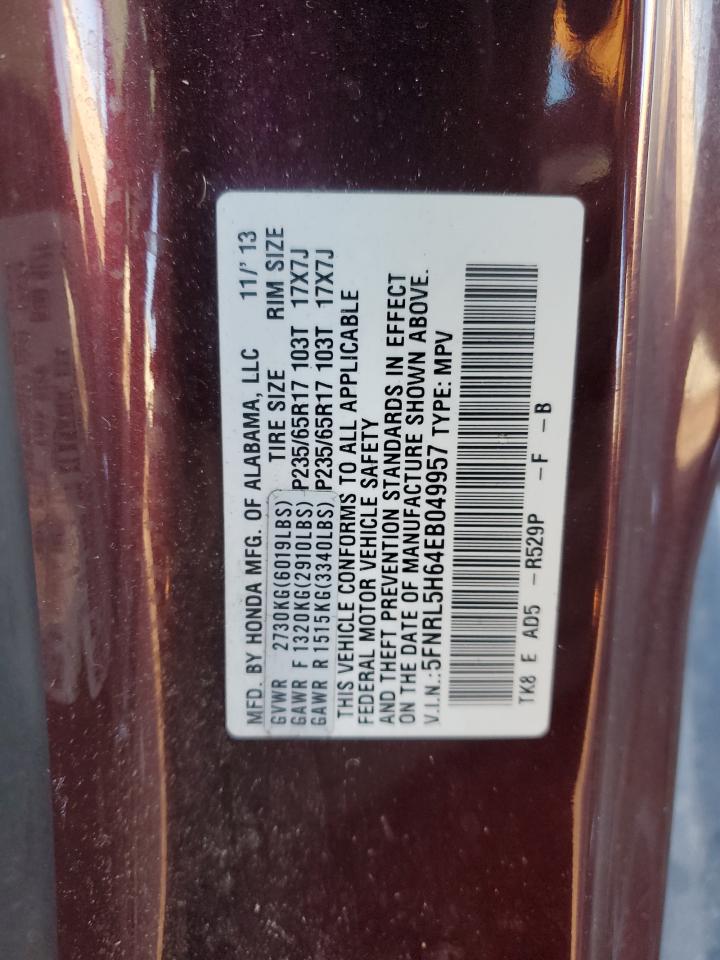 MFD. BY HONDA MFG. OF ALABAMA, LLC 11/'13
GVWR 2730KG(6019LBS) TIRE SIZE RIM SIZE
GAWR F 1320KG(2910LBS) P235/65R17 103T 17X7J
GAWR R 1515KG(3340LBS) P235/65R17 103T 17X7J
THIS VEHICLE CONFORMS TO ALL APPLICABLE
FEDERAL MOTOR VEHICLE SAFETY
AND THEFT PREVENTION STANDARDS IN EFFECT
ON THE DATE OF MANUFACTURE SHOWN ABOVE.
V.I.N.:5FNRL5H64EB049957 TYPE: MPV
TK8 E AD5 -R529P -F -B